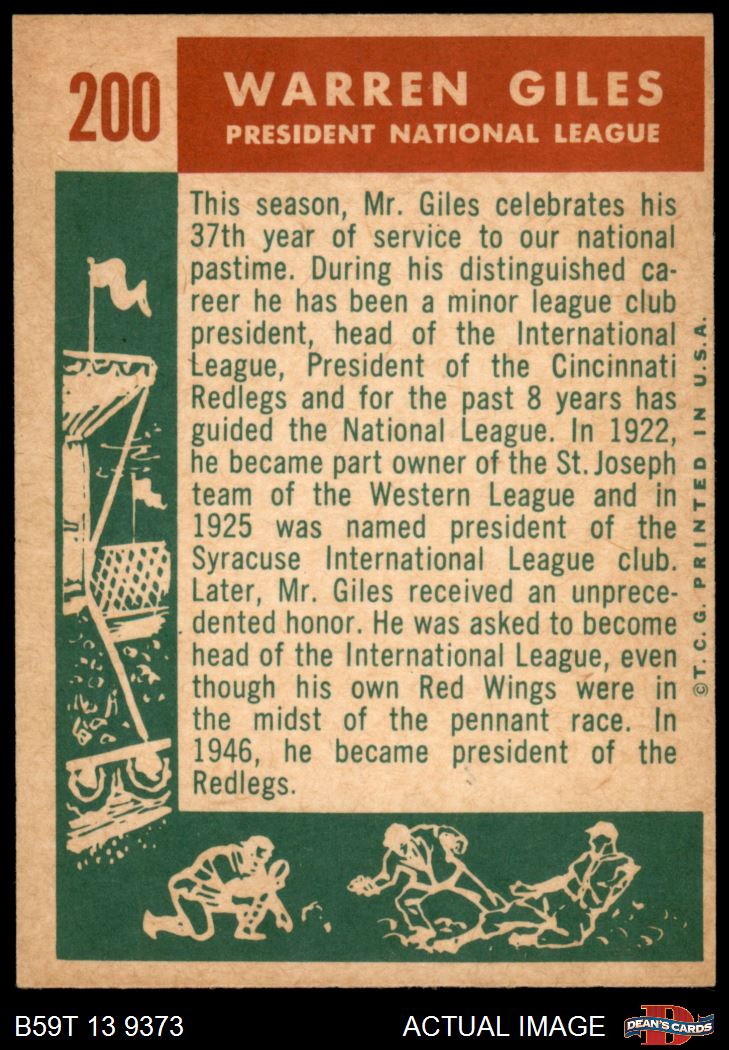 200
WARREN GILES
PRESIDENT NATIONAL LEAGUE
This season, Mr. Giles celebrates his
37th year of service to our national
pastime. During his distinguished ca-
reer he has been a minor league club
president, head of the International
League, President of the Cincinnati
Redlegs and for the past 8 years has
guided the National League. In 1922,
he became part owner of the St. Joseph
team of the Western League and in
1925 was named president of the
Syracuse International League club.
Later, Mr. Giles received an unprece-
dented honor. He was asked to become
head of the International League, even
though his own Red Wings were in
the midst of the pennant race. In
1946, he became president of the
Redlegs.
©T.C.G. PRINTED IN U.S.A.
B59T 13 9373
ACTUAL IMAGE
DEAN'S CARDS